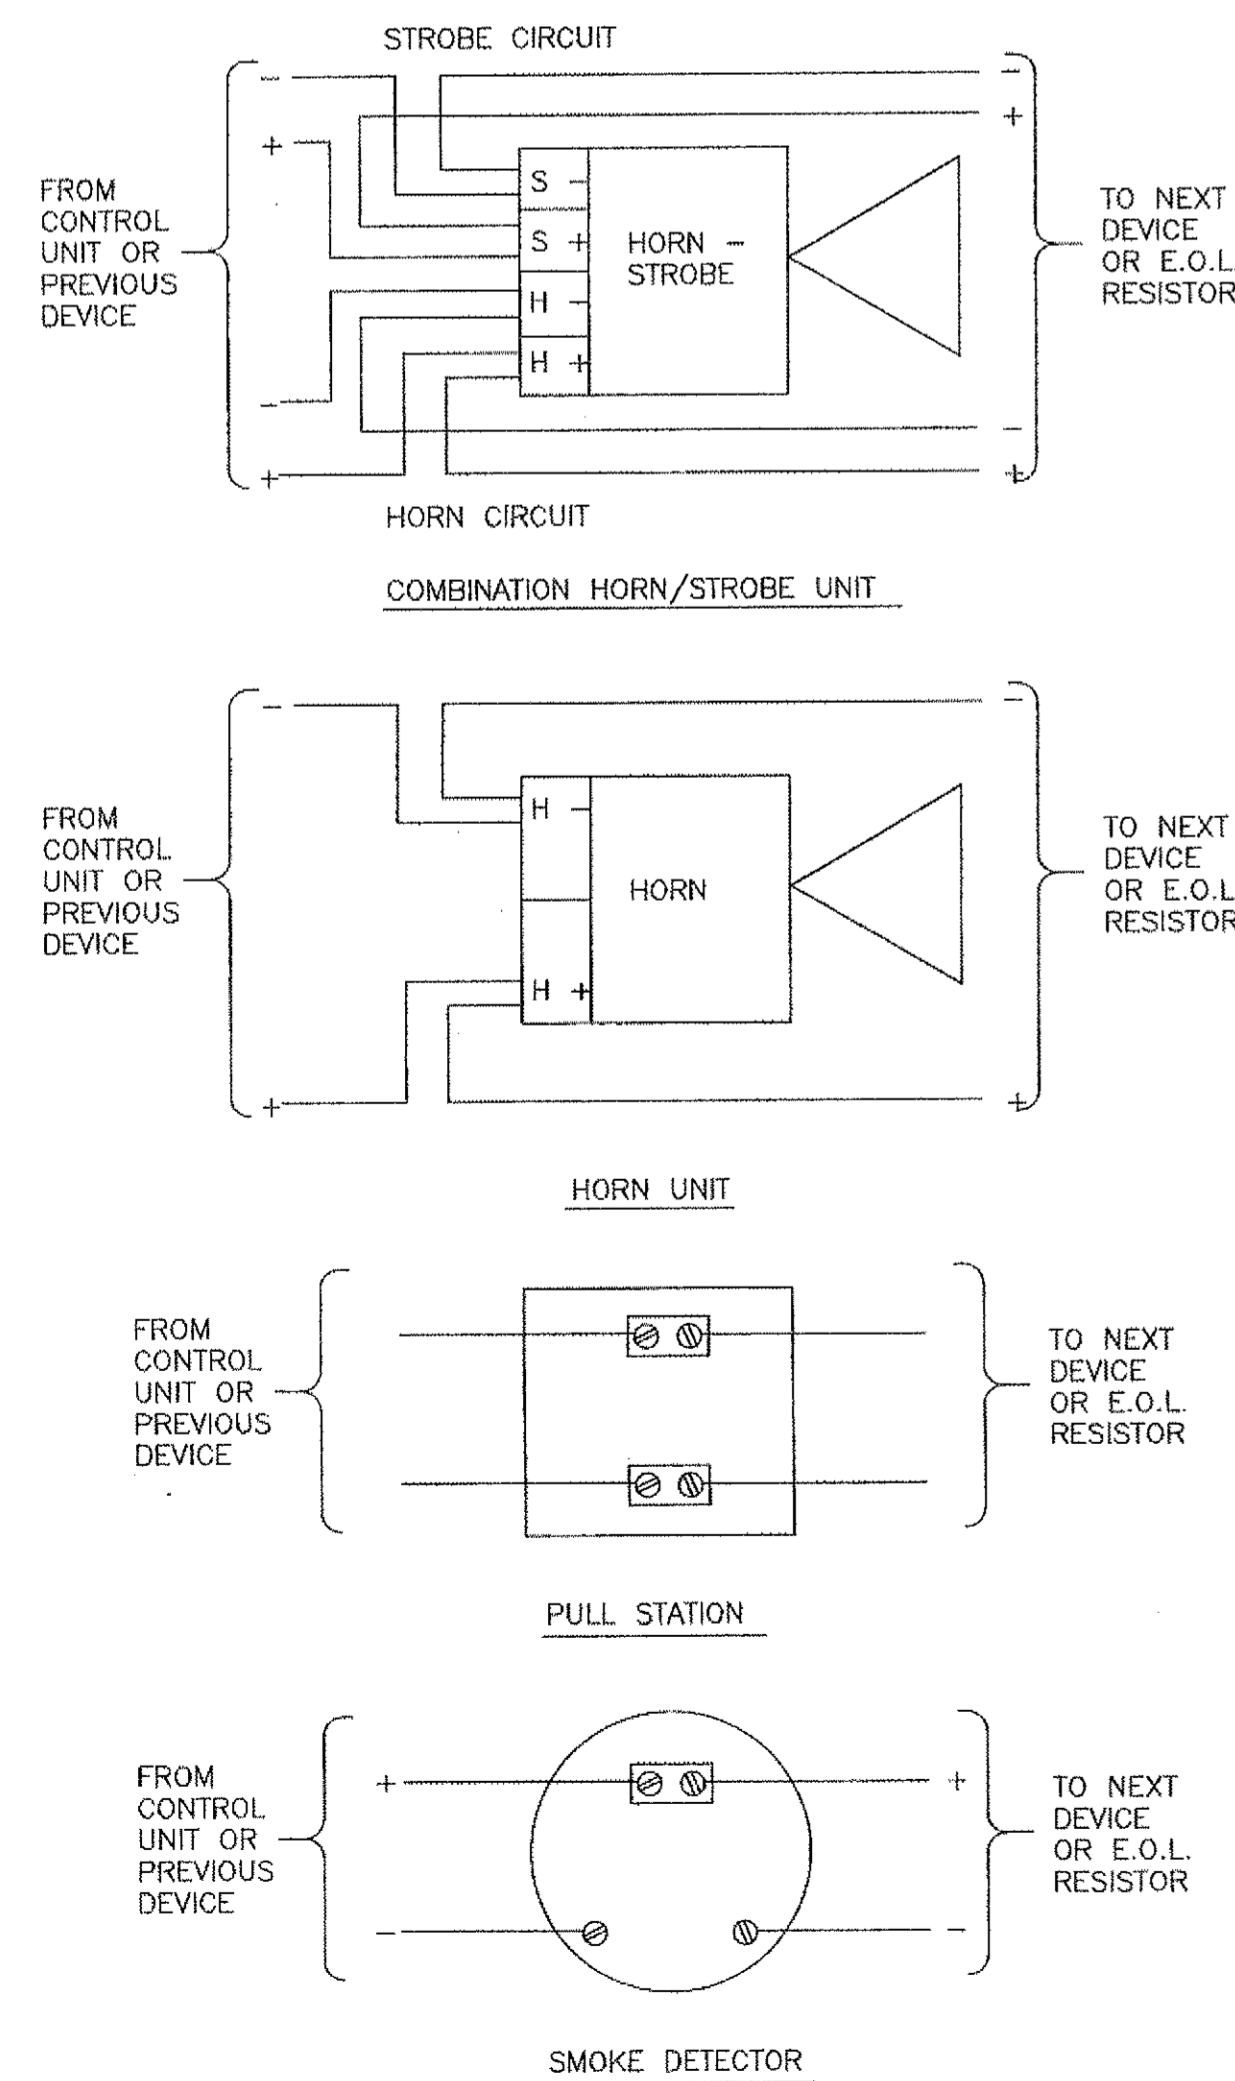 STROBE CIRCUIT
−
−
+
+
FROM
CONTROL
UNIT OR
PREVIOUS
DEVICE
S −
S +
H −
H +
HORN −
STROBE
TO NEXT
DEVICE
OR E.O.L.
RESISTOR
−
−
+
+
HORN CIRCUIT
COMBINATION HORN/STROBE UNIT
−
−
FROM
CONTROL
UNIT OR
PREVIOUS
DEVICE
H −
HORN
H +
TO NEXT
DEVICE
OR E.O.L
RESISTOR
+
+
HORN UNIT
FROM
CONTROL
UNIT OR
PREVIOUS
DEVICE
TO NEXT
DEVICE
OR E.O.L.
RESISTOR
PULL STATION
FROM
CONTROL
UNIT OR
PREVIOUS
DEVICE
+
+
−
−
TO NEXT
DEVICE
OR E.O.L.
RESISTOR
SMOKE DETECTOR